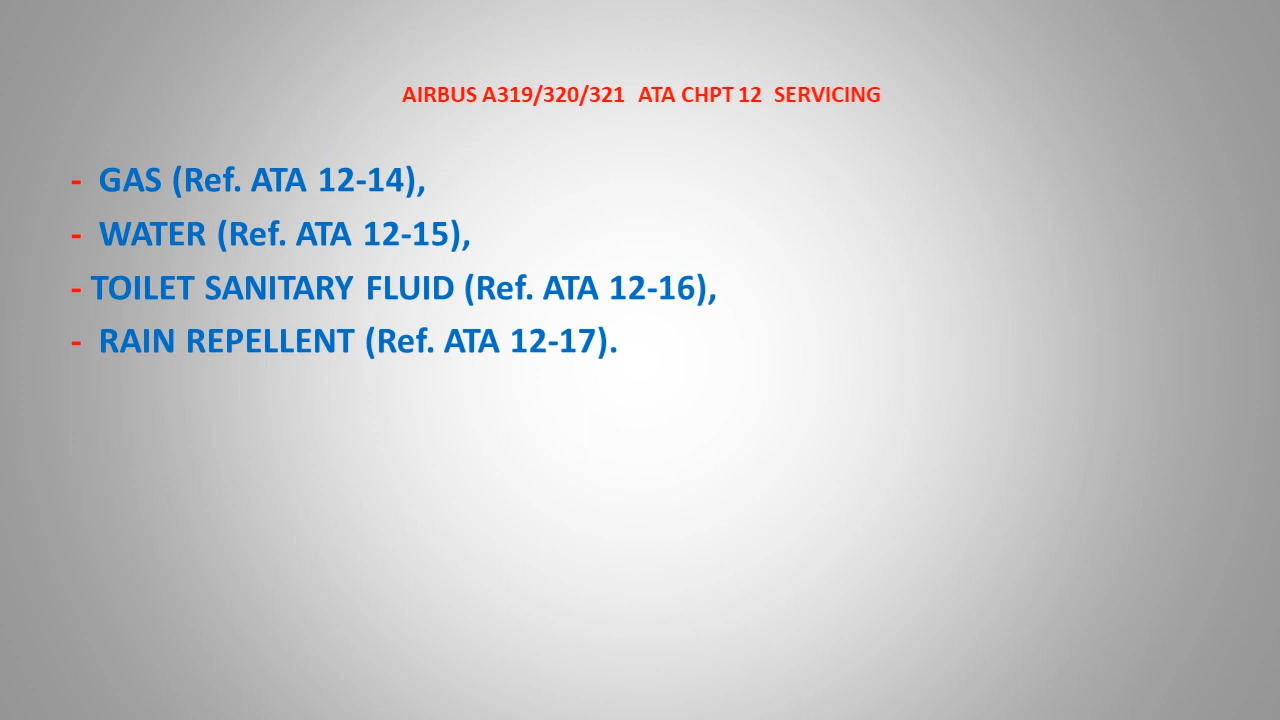 AIRBUS A319/320/321 ATA CHPT 12 SERVICING
- GAS (Ref. ATA 12-14),
- WATER (Ref. ATA 12-15),
- TOILET SANITARY FLUID (Ref. ATA 12-16),
- RAIN REPELLENT (Ref. ATA 12-17).